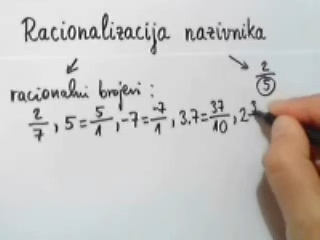 Racionalizacija nazivnika
2/5
racionalni brojevi :
2/7 , 5 = 5/1 , -7 = -7/1 , 3.7 = 37/10 , 2